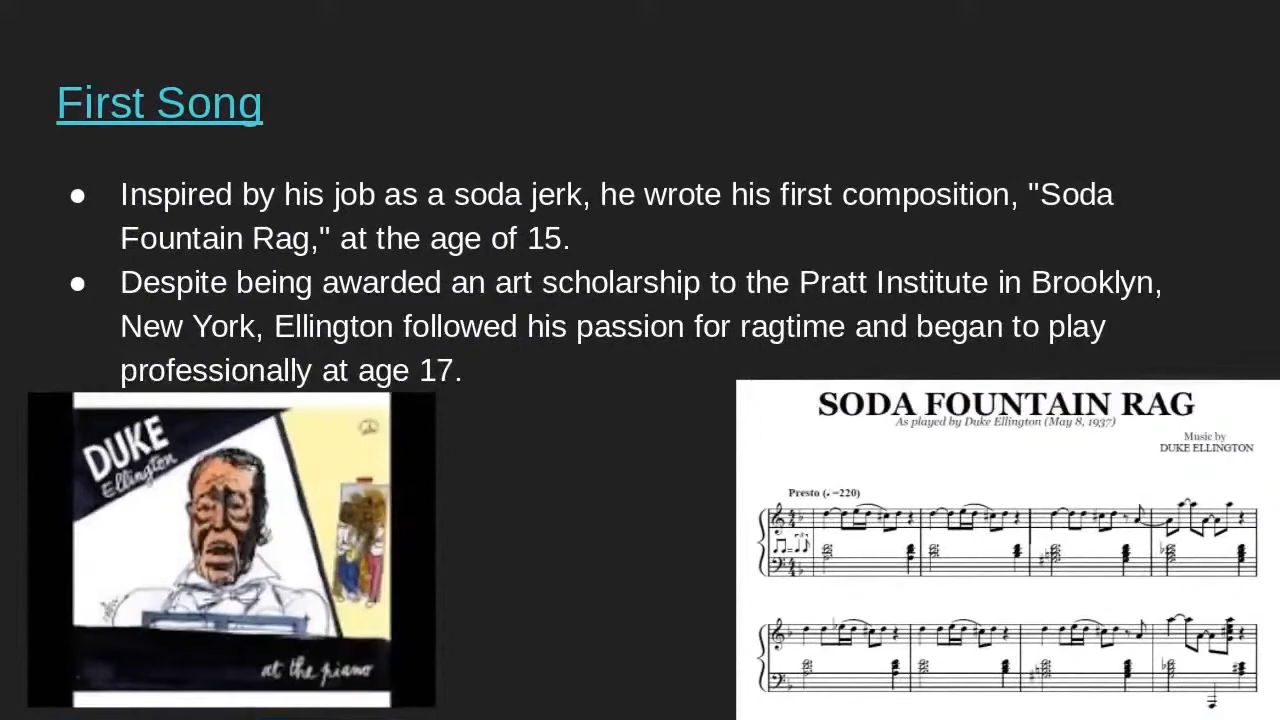 First Song
● Inspired by his job as a soda jerk, he wrote his first composition, "Soda
Fountain Rag," at the age of 15.
● Despite being awarded an art scholarship to the Pratt Institute in Brooklyn,
New York, Ellington followed his passion for ragtime and began to play
professionally at age 17.
DUKE
Ellington
at the piano
SODA FOUNTAIN RAG
As played by Duke Ellington (May 8, 1937)
Music by
DUKE ELLINGTON
Presto (♩=220)